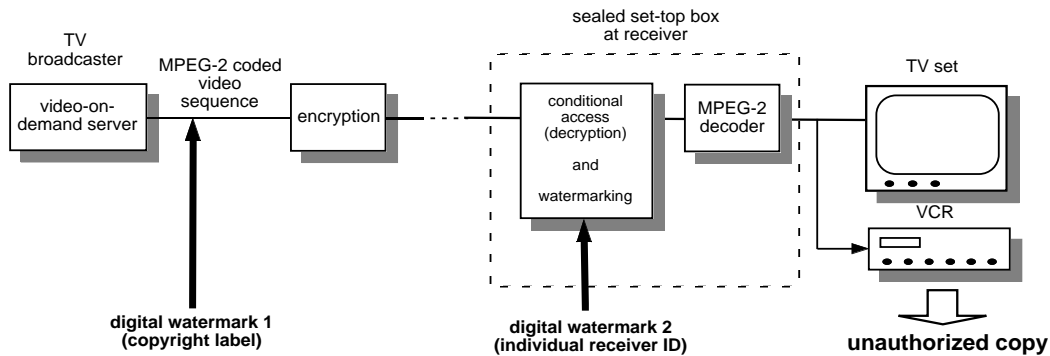 TV
broadcaster
video-on-
demand server
MPEG-2 coded
video
sequence
encryption
sealed set-top box
at receiver
conditional
access
(decryption)
and
watermarking
MPEG-2
decoder
TV set
VCR
digital watermark 1
(copyright label)
digital watermark 2
(individual receiver ID)
unauthorized copy